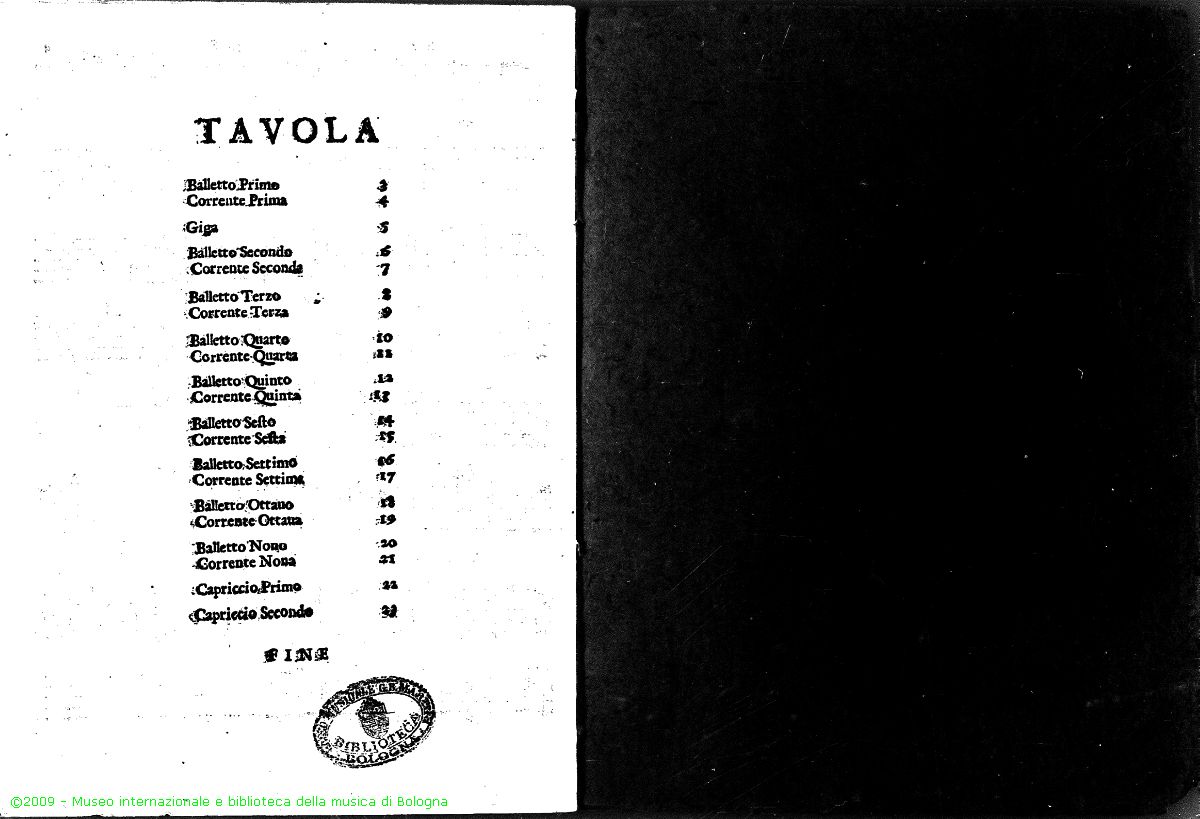 TAVOLA
Balletto Primo 3
Corrente Prima 4
Giga 5
Balletto Secondo 6
Corrente Seconda 7
Balletto Terzo 8
Corrente Terza 9
Balletto Quarto 10
Corrente Quarta 11
Balletto Quinto 12
Corrente Quinta 13
Balletto Sesto 14
Corrente Sesta 15
Balletto Settimo 16
Corrente Settima 17
Balletto Ottauo 18
Corrente Ottaua 19
Balletto Nono 20
Corrente Nona 21
Capriccio Primo 22
Capriccio Secondo 23
FINE
BIBLIOTECA
BOLOGNA
©2009 - Museo internazionale e biblioteca della musica di Bologna